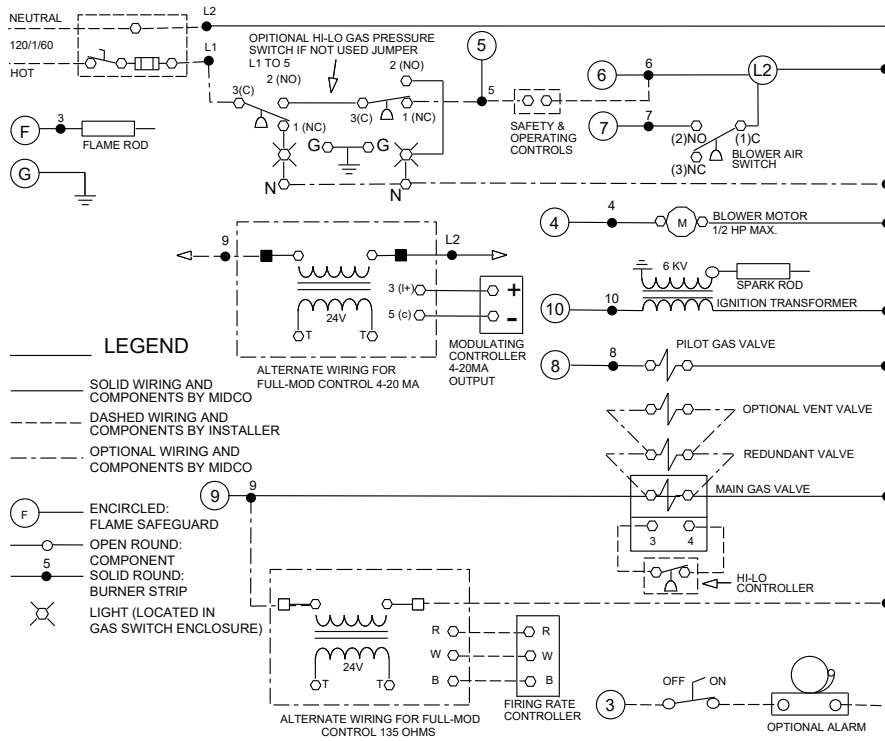 NEUTRAL
120/1/60
HOT
L2
L1
OPITIONAL HI-LO GAS PRESSURE
SWITCH IF NOT USED JUMPER
L1 TO 5
2 (NO)
2 (NO)
3(C)
3(C)
1 (NC)
1 (NC)
G
G
N
N
5
5
SAFETY &
OPERATING
CONTROLS
6
6
L2
7
7
(2)NO
(1)C
(3)NC
BLOWER AIR
SWITCH
F
3
FLAME ROD
G
4
4
M
BLOWER MOTOR
1/2 HP MAX.
9
L2
24V
T
T
3 (I+)
5 (c)
+
-
MODULATING
CONTROLLER
4-20MA
OUTPUT
ALTERNATE WIRING FOR
FULL-MOD CONTROL 4-20 MA
6 KV
SPARK ROD
10
10
IGNITION TRANSFORMER
PILOT GAS VALVE
8
8
OPTIONAL VENT VALVE
REDUNDANT VALVE
MAIN GAS VALVE
9
9
3
4
HI-LO
CONTROLLER
LEGEND
SOLID WIRING AND
COMPONENTS BY MIDCO
DASHED WIRING AND
COMPONENTS BY INSTALLER
OPTIONAL WIRING AND
COMPONENTS BY MIDCO
F
ENCIRCLED:
FLAME SAFEGUARD
OPEN ROUND:
COMPONENT
5
SOLID ROUND:
BURNER STRIP
LIGHT (LOCATED IN
GAS SWITCH ENCLOSURE)
24V
T
T
R
W
B
R
W
B
FIRING RATE
CONTROLLER
ALTERNATE WIRING FOR FULL-MOD
CONTROL 135 OHMS
3
OFF
ON
OPTIONAL ALARM